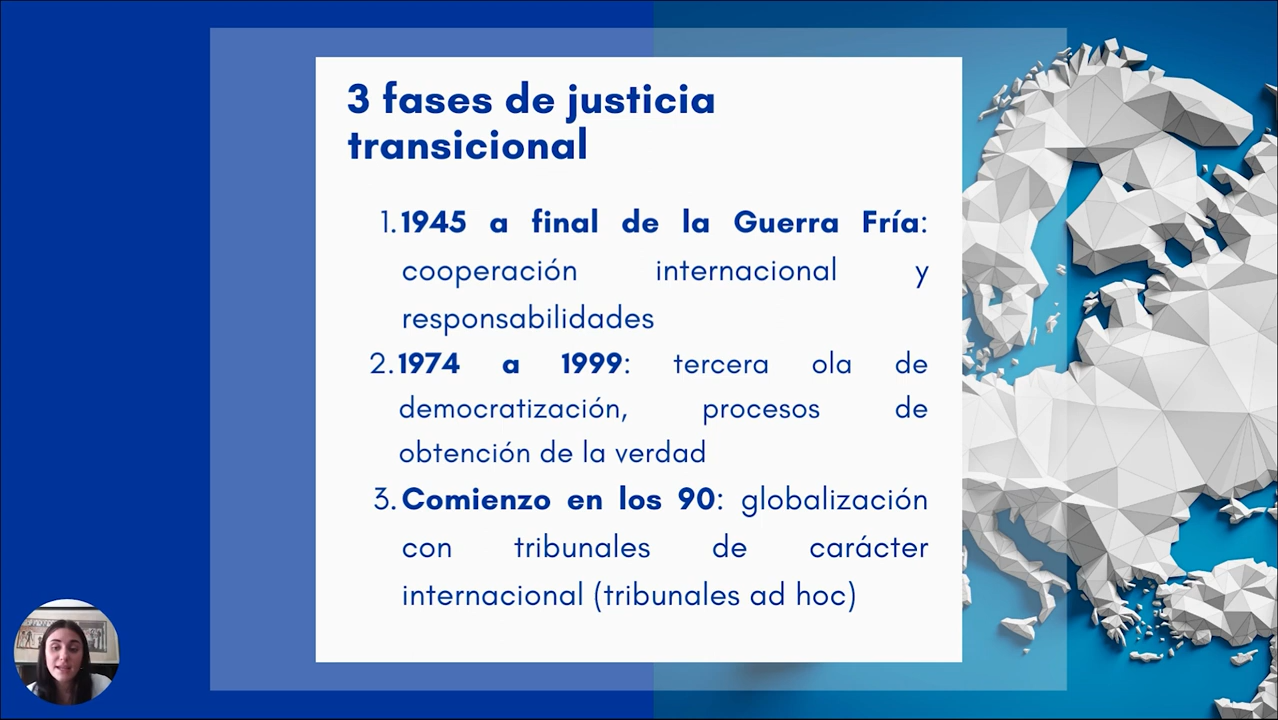 3 fases de justicia
transicional
1. 1945 a final de la Guerra Fría:
cooperación internacional y
responsabilidades
2. 1974 a 1999: tercera ola de
democratización, procesos de
obtención de la verdad
3. Comienzo en los 90: globalización
con tribunales de carácter
internacional (tribunales ad hoc)